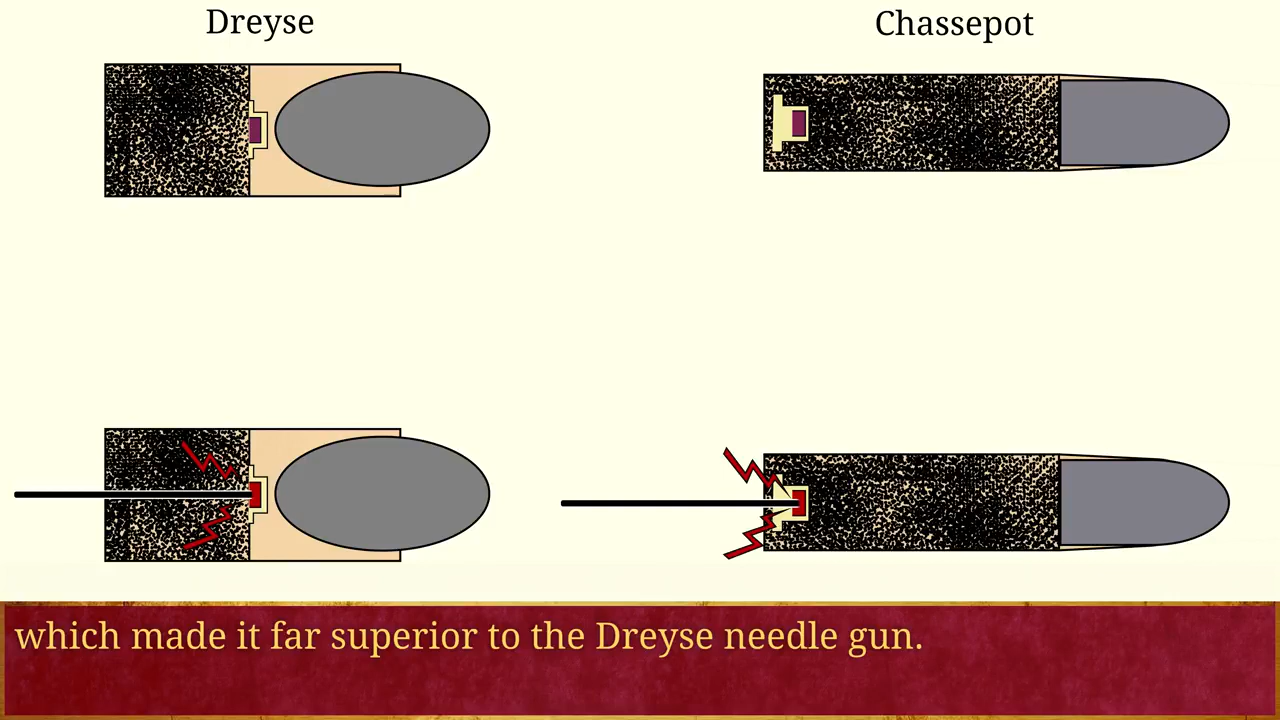 Dreyse
Chassepot
which made it far superior to the Dreyse needle gun.